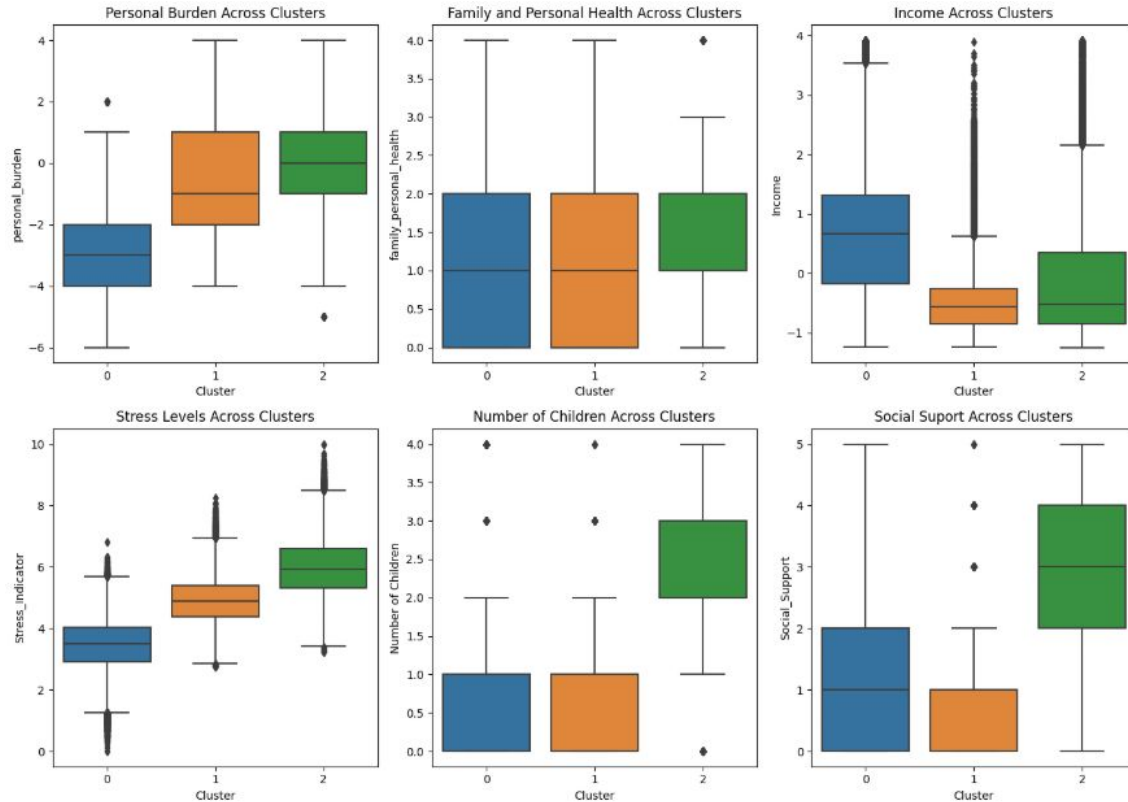 Personal Burden Across Clusters
personal_burden
4
2
0
−2
−4
−6
0 1 2
Cluster
Family and Personal Health Across Clusters
family_personal_health
4.0
3.5
3.0
2.5
2.0
1.5
1.0
0.5
0.0
0 1 2
Cluster
Income Across Clusters
Income
4
3
2
1
0
−1
0 1 2
Cluster
Stress Levels Across Clusters
Stress_Indicator
10
8
6
4
2
0
0 1 2
Cluster
Number of Children Across Clusters
Number of Children
4.0
3.5
3.0
2.5
2.0
1.5
1.0
0.5
0.0
0 1 2
Cluster
Social Suport Across Clusters
Social_Support
5
4
3
2
1
0
0 1 2
Cluster